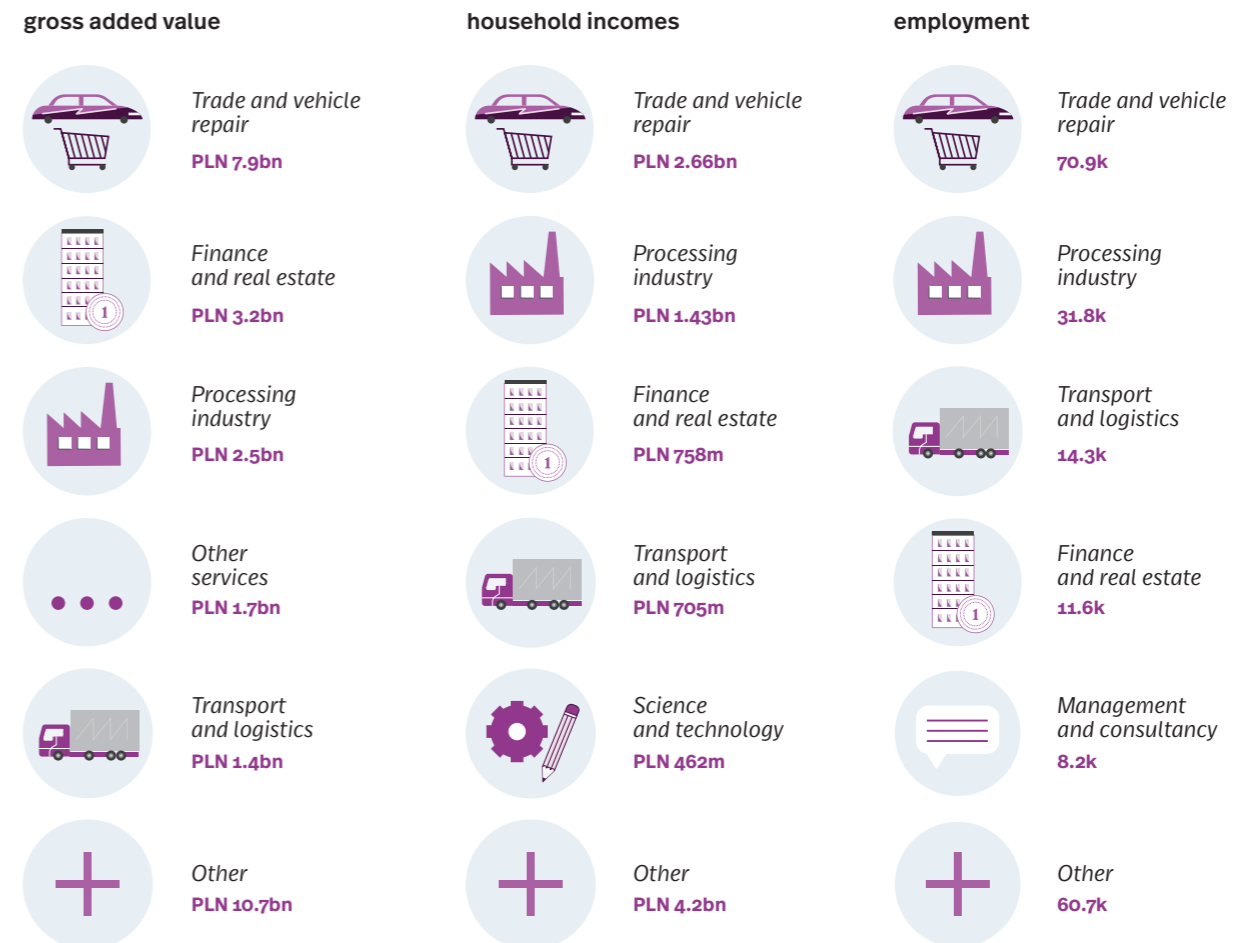 gross added value
Trade and vehicle
repair
PLN 7.9bn
Finance
and real estate
PLN 3.2bn
1
Processing
industry
PLN 2.5bn
Other
services
PLN 1.7bn
Transport
and logistics
PLN 1.4bn
Other
PLN 10.7bn
household incomes
Trade and vehicle
repair
PLN 2.66bn
Processing
industry
PLN 1.43bn
Finance
and real estate
PLN 758m
1
Transport
and logistics
PLN 705m
Science
and technology
PLN 462m
Other
PLN 4.2bn
employment
Trade and vehicle
repair
70.9k
Processing
industry
31.8k
Transport
and logistics
14.3k
Finance
and real estate
11.6k
1
Management
and consultancy
8.2k
Other
60.7k